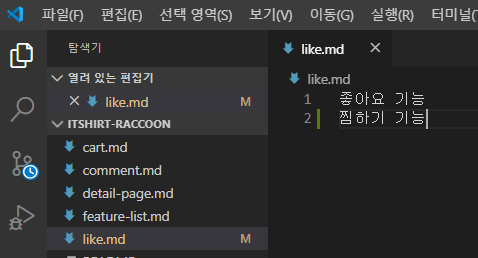 파일(F) 편집(E) 선택 영역(S) 보기(V) 이동(G) 실행(R) 터미널
탐색기
like.md
열려 있는 편집기
like.md M
like.md
ITSHIRT-RACCOON
1 좋아요 기능
2 찜하기 기능
cart.md
comment.md
detail-page.md
feature-list.md
like.md M